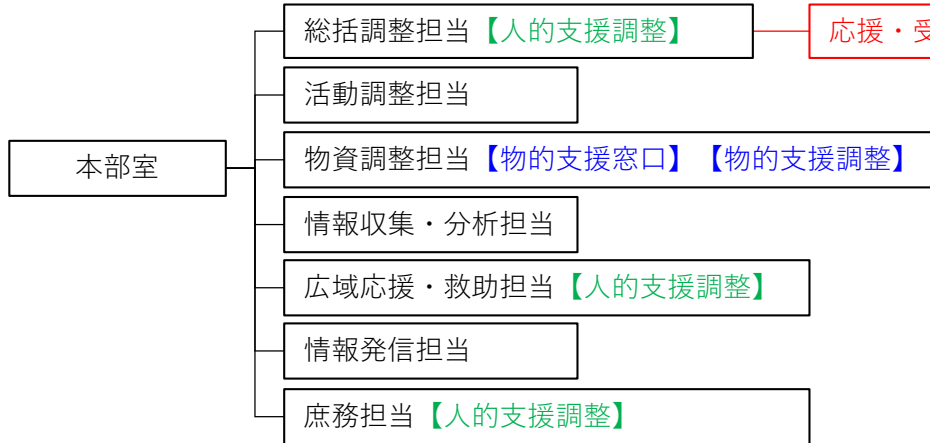 総括調整担当【人的支援調整】
応援・受
活動調整担当
本部室
物資調整担当【物的支援窓口】【物的支援調整】
情報収集・分析担当
広域応援・救助担当【人的支援調整】
情報発信担当
庶務担当【人的支援調整】